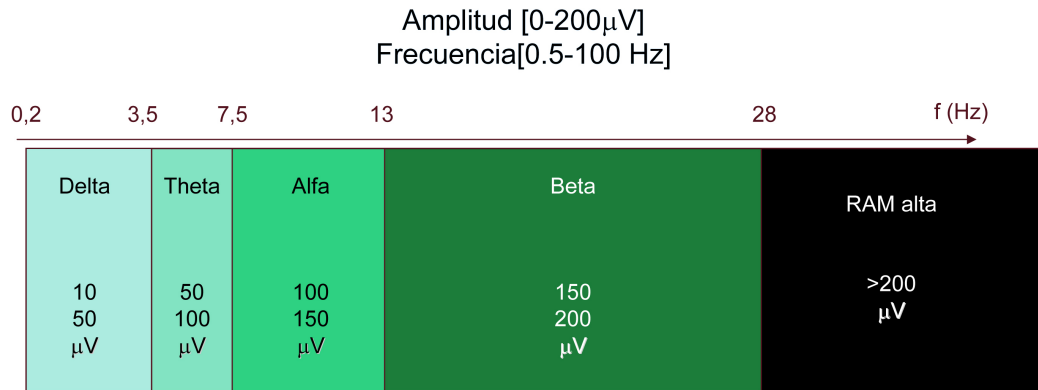 Amplitud [0-200μV]
Frecuencia[0.5-100 Hz]
0,2 3,5 7,5 13 28 f (Hz)
Delta Theta Alfa Beta
RAM alta
10 50 100 150
50 100 150 200
μV μV μV μV
>200
μV